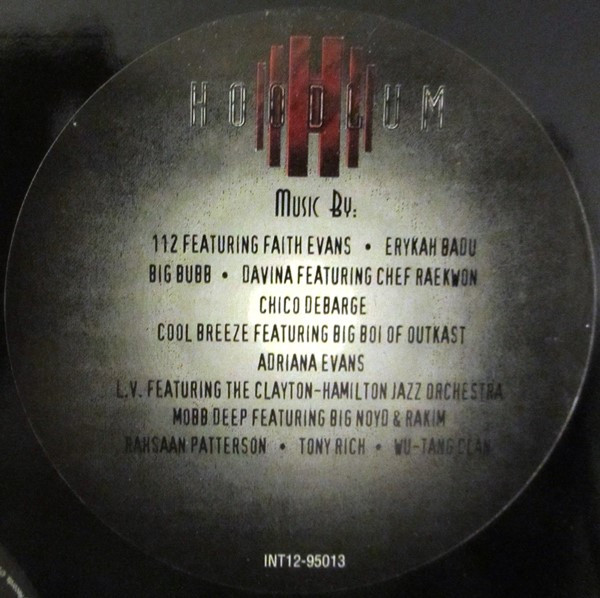 HOODLUM
MUSIC BY:
112 FEATURING FAITH EVANS • ERYKAH BADU
BIG BUBB • DAVINA FEATURING CHEF RAEKWON
CHICO DEBARGE
COOL BREEZE FEATURING BIG BOI OF OUTKAST
ADRIANA EVANS
L.V. FEATURING THE CLAYTON-HAMILTON JAZZ ORCHESTRA
MOBB DEEP FEATURING BIG NOYD & RAKIM
RAHSAAN PATTERSON • TONY RICH • WU-TANG CLAN
INT12-95013